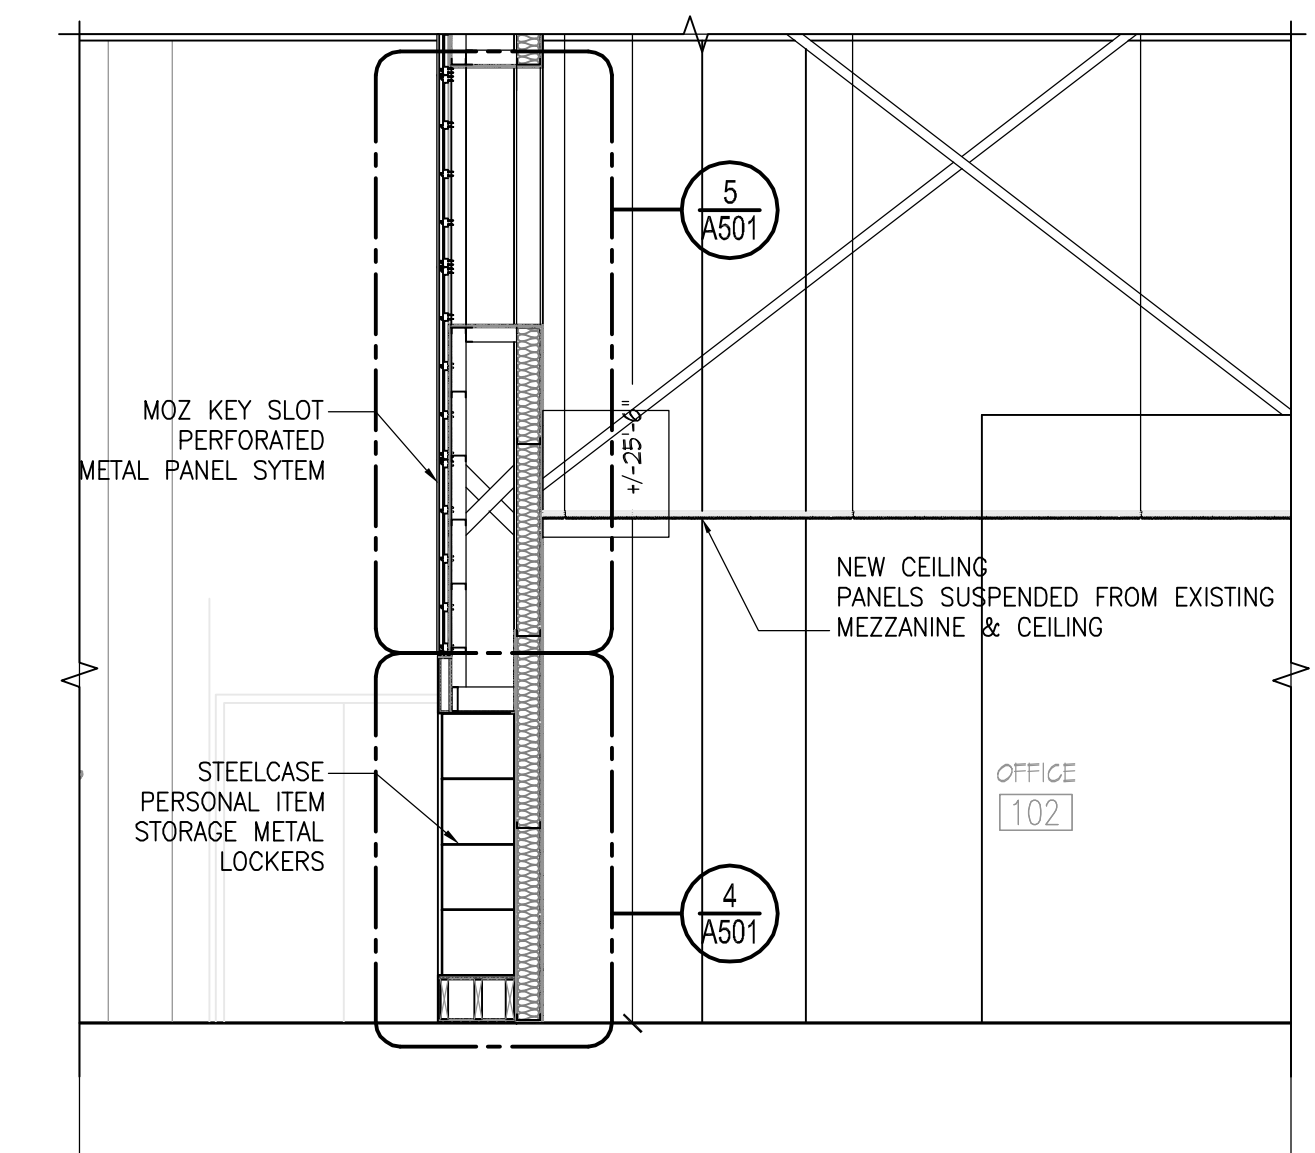 5
A501
+/-25'-0"
MOZ KEY SLOT
PERFORATED
METAL PANEL SYTEM
NEW CEILING
PANELS SUSPENDED FROM EXISTING
MEZZANINE & CEILING
STEELCASE
PERSONAL ITEM
STORAGE METAL
LOCKERS
OFFICE
102
4
A501